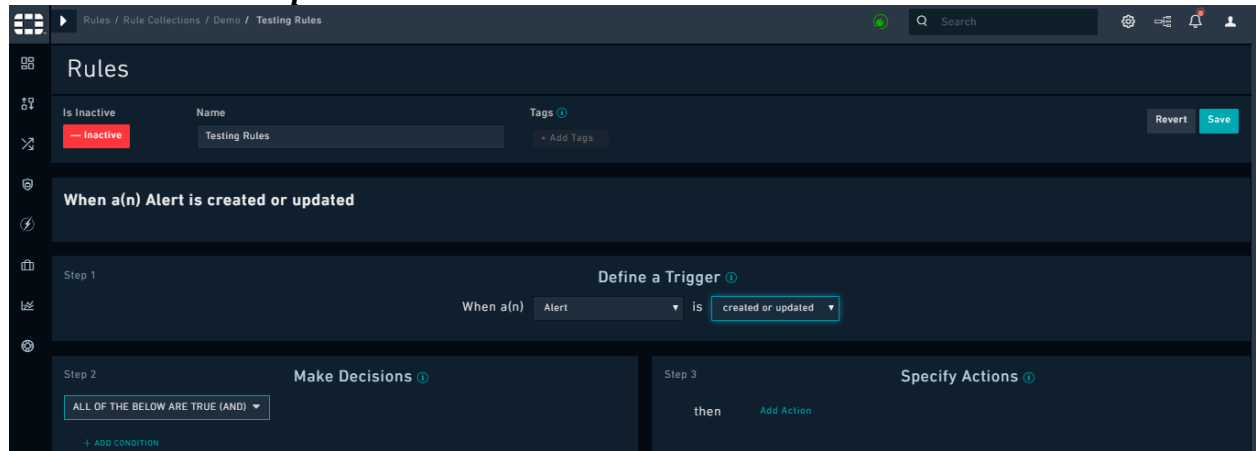 Rules / Rule Collections / Demo / Testing Rules
Search
Rules
Is Inactive
Name
Tags
— Inactive
Testing Rules
+ Add Tags
Revert
Save
When a(n) Alert is created or updated
Step 1
Define a Trigger
When a(n) Alert is created or updated
Step 2
Make Decisions
ALL OF THE BELOW ARE TRUE (AND)
+ ADD CONDITION
Step 3
Specify Actions
then Add Action